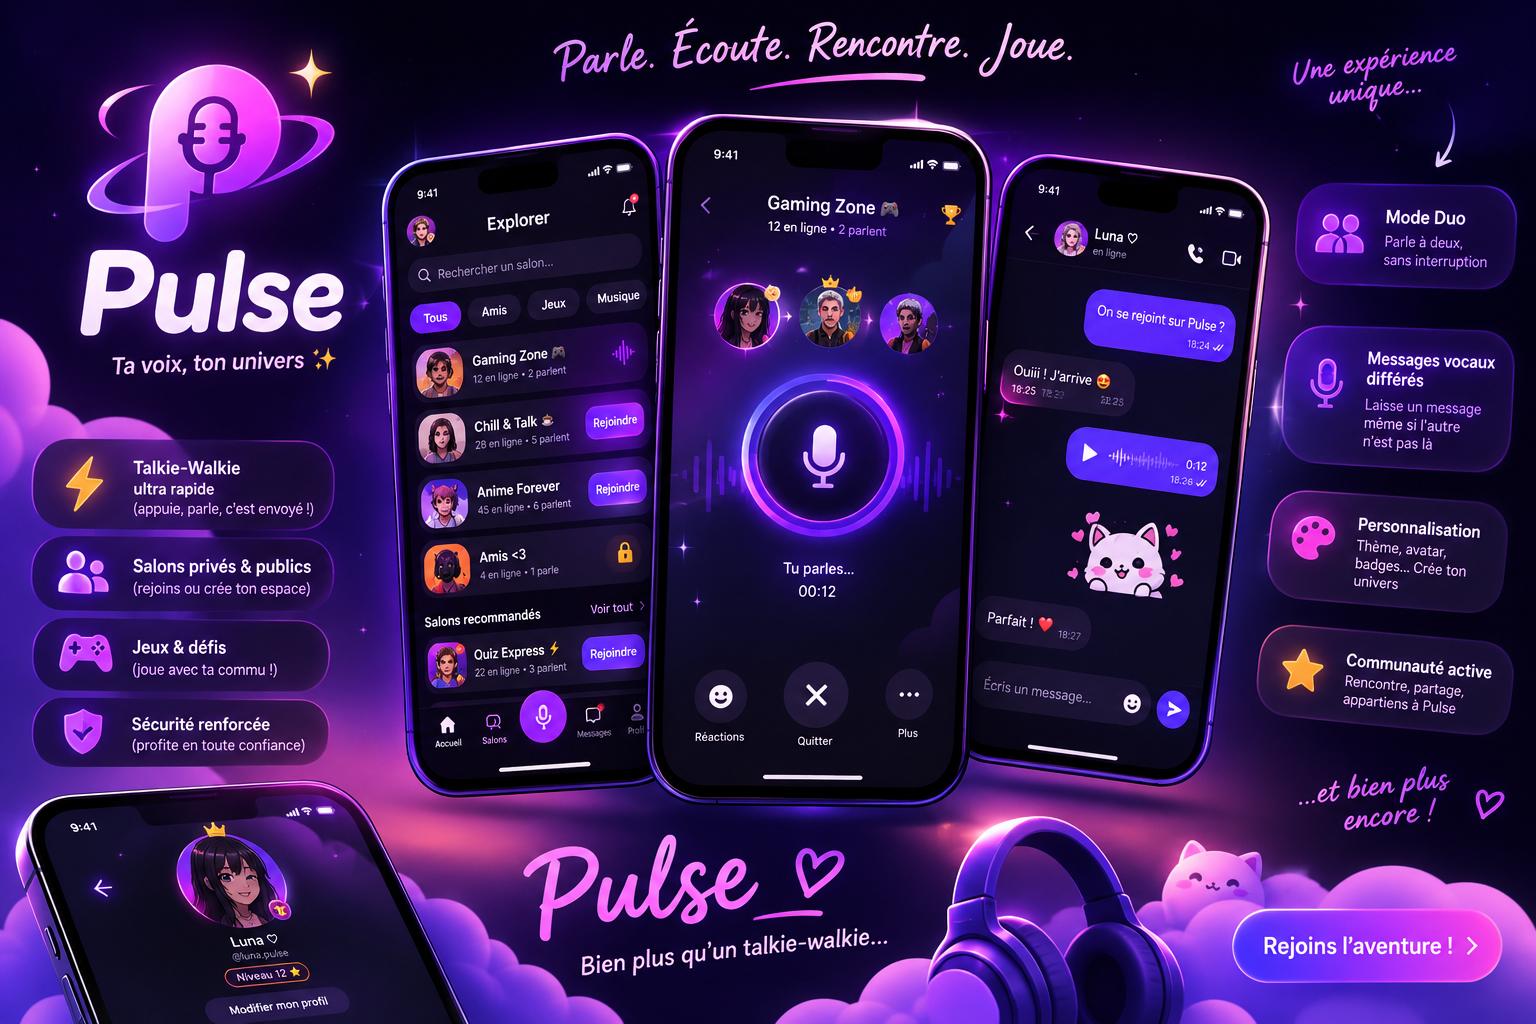 Parle. Écoute. Rencontre. Joue.
Une expérience
unique...
Pulse
Ta voix, ton univers ✨
Talkie-Walkie
ultra rapide
(appuie, parle, c'est envoyé !)
Salons privés & publics
(rejoins ou crée ton espace)
Jeux & défis
(joue avec ta commu !)
Sécurité renforcée
(profite en toute confiance)
9:41
Explorer
Rechercher un salon...
Tous
Amis
Jeux
Musique
Gaming Zone 🎮
12 en ligne • 2 parlent
Chill & Talk ☕
28 en ligne • 5 parlent
Rejoindre
Anime Forever
45 en ligne • 6 parlent
Rejoindre
Amis <3
4 en ligne • 1 parle
Salons recommandés
Voir tout >
Quiz Express ⚡
22 en ligne • 3 parlent
Rejoindre
Accueil
Salons
Messages
Profi
9:41
Gaming Zone 🎮
12 en ligne • 2 parlent
Tu parles...
00:12
Réactions
Quitter
Plus
9:41
Luna ♡
en ligne
On se rejoint sur Pulse ?
18:24
Ouiii ! J'arrive 😍
18:25
0:12
18:26
Parfait ! ❤️
18:27
Écris un message...
Mode Duo
Parle à deux,
sans interruption
Messages vocaux
différés
Laisse un message
même si l'autre
n'est pas là
Personnalisation
Thème, avatar,
badges... Crée ton
univers
Communauté active
Rencontre, partage,
appartiens à Pulse
...et bien plus
encore !
9:41
Luna ♡
@luna.pulse
Niveau 12 ⭐
Modifier mon profil
Pulse ♡
Bien plus qu'un talkie-walkie...
Rejoins l'aventure ! >